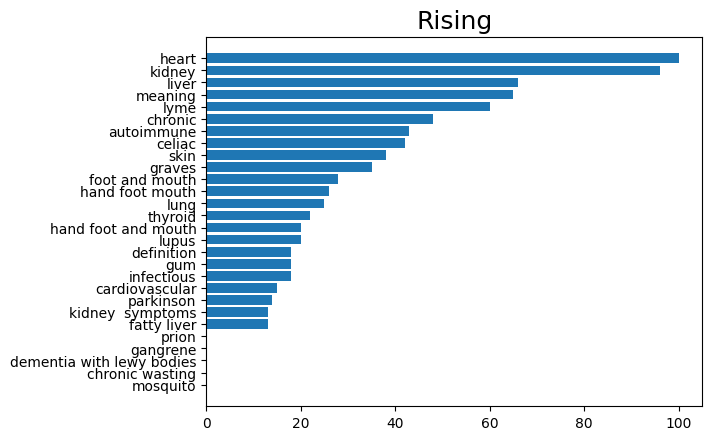 Rising
heart
kidney
liver
meaning
lyme
chronic
autoimmune
celiac
skin
graves
foot and mouth
hand foot mouth
lung
thyroid
hand foot and mouth
lupus
definition
gum
infectious
cardiovascular
parkinson
kidney  symptoms
fatty liver
prion
gangrene
dementia with lewy bodies
chronic wasting
mosquito
0 20 40 60 80 100